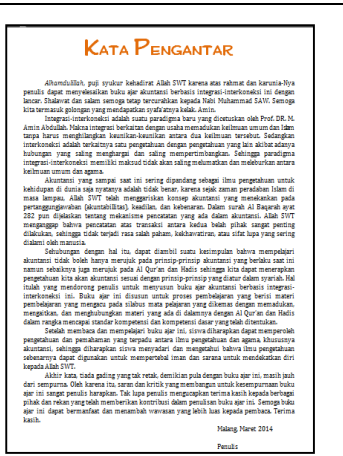 KATA PENGANTAR
Alhamdulillah, puji syukur kehadirat Allah SWT karena atas rahmat dan karunia-Nya
penulis dapat menyelesaikan buku ajar akuntansi berbasis integrasi-interkoneksi ini dengan
lancar. Shalawat dan salam semoga tetap tercurahkan kepada Nabi Muhammad SAW. Semoga
kita termasuk golongan yang mendapatkan syafa'atnya kelak. Amin.
Integrasi-interkoneksi adalah suatu paradigma baru yang dicetuskan oleh Prof. DR. M.
Amin Abdullah. Makna integrasi berkaitan dengan usaha memadukan keilmuan umum dan Islam
tanpa harus menghilangkan keunikan-keunikan antara dua keilmuan tersebut. Sedangkan
interkoneksi adalah terkaitnya satu pengetahuan dengan pengetahuan yang lain akibat adanya
hubungan yang saling menghargai dan saling mempertimbangkan. Sehingga paradigma
integrasi-interkoneksi memiliki maksud tidak akan saling melumatkan dan meleburkan antara
keilmuan umum dan agama.
Akuntansi yang sampai saat ini sering dipandang sebagai ilmu pengetahuan untuk
kehidupan di dunia saja nyatanya adalah tidak benar, karena sejak zaman peradaban Islam di
masa lampau, Allah SWT telah menggariskan konsep akuntansi yang menekankan pada
pertanggungjawaban (akuntabilitas), keadilan, dan kebenaran. Dalam surah Al Baqarah ayat
282 pun dijelaskan tentang mekanisme pencatatan yang ada dalam akuntansi. Allah SWT
menganggap bahwa pencatatan atas transaksi antara kedua belah pihak sangat penting
dilakukan, sehingga tidak terjadi rasa salah paham, kekhawatiran, atau sifat lupa yang sering
dialami oleh manusia.
Sehubungan dengan hal itu, dapat diambil suatu kesimpulan bahwa mempelajari
akuntansi tidak boleh hanya merujuk pada prinsip-prinsip akuntansi yang berlaku saat ini
namun sebaiknya juga merujuk pada Al Qur'an dan Hadis sehingga kita dapat menerapkan
pengetahuan kita akan akuntansi sesuai dengan prinsip-prinsip yang diatur dalam syariah. Hal
itulah yang mendorong penulis untuk menyusun buku ajar akuntansi berbasis integrasi-
interkoneksi ini. Buku ajar ini disusun untuk proses pembelajaran yang berisi materi
pembelajaran yang mengacu pada silabus mata pelajaran yang dikemas dengan memadukan,
mengaitkan, dan menghubungkan materi yang ada di dalamnya dengan Al Qur'an dan Hadis
dalam rangka mencapai standar kompetensi dan kompetensi dasar yang telah ditentukan.
Setelah membaca dan mempelajari buku ajar ini, siswa diharapkan dapat memperoleh
pengetahuan dan pemahaman yang terpadu antara ilmu pengetahuan dan agama, khususnya
akuntansi, sehingga diharapkan siswa menyadari dan mengetahui bahwa ilmu pengetahuan
sebenarnya dapat digunakan untuk mempertebal iman dan sarana untuk mendekatkan diri
kepada Allah SWT.
Akhir kata, tiada gading yang tak retak, demikian pula dengan buku ajar ini, masih jauh
dari sempurna. Oleh karena itu, saran dan kritik yang membangun untuk kesempurnaan buku
ajar ini sangat penulis harapkan. Tak lupa penulis mengucapkan terima kasih kepada berbagai
pihak dan rekan yang telah memberikan kontribusi dalam penulisan buku ajar ini. Semoga buku
ajar ini dapat bermanfaat dan menambah wawasan yang lebih luas kepada pembaca. Terima
kasih.
Malang, Maret 2014
Penulis